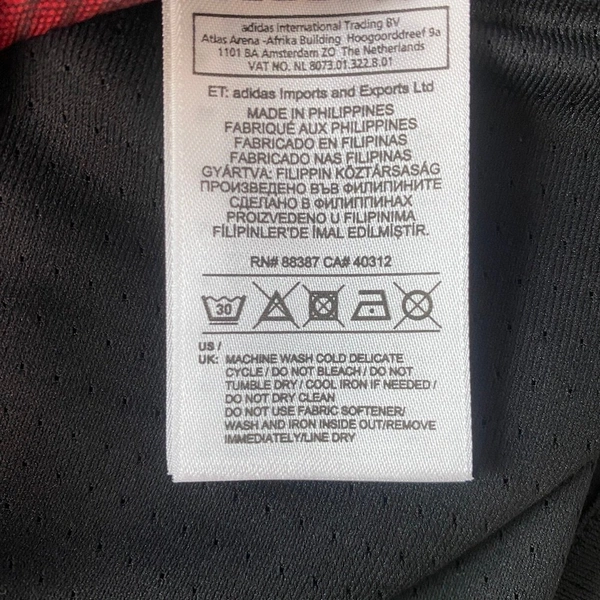 adidas International Trading BV
Atlas Arena -Afrika Building Hoogoorddreef 9a
1101 BA Amsterdam ZO The Netherlands
VAT NO. NL 8073.01.322.B.01
ET: adidas Imports and Exports Ltd
MADE IN PHILIPPINES
FABRIQUÉ AUX PHILIPPINES
FABRICADO EN FILIPINAS
FABRICADO NAS FILIPINAS
GYÁRTVA: FILIPPIN KÖZTÁRSASÁG
ПРОИЗВЕДЕНО ВЪВ ФИЛИПИНИТЕ
СДЕЛАНО В ФИЛИППИНАХ
PROIZVEDENO U FILIPINIMA
FİLİPİNLER'DE İMAL EDİLMİŞTİR.
RN# 88387 CA# 40312
30
US /
UK: MACHINE WASH COLD DELICATE
CYCLE / DO NOT BLEACH / DO NOT
TUMBLE DRY / COOL IRON IF NEEDED /
DO NOT DRY CLEAN
DO NOT USE FABRIC SOFTENER/
WASH AND IRON INSIDE OUT/REMOVE
IMMEDIATELY/LINE DRY